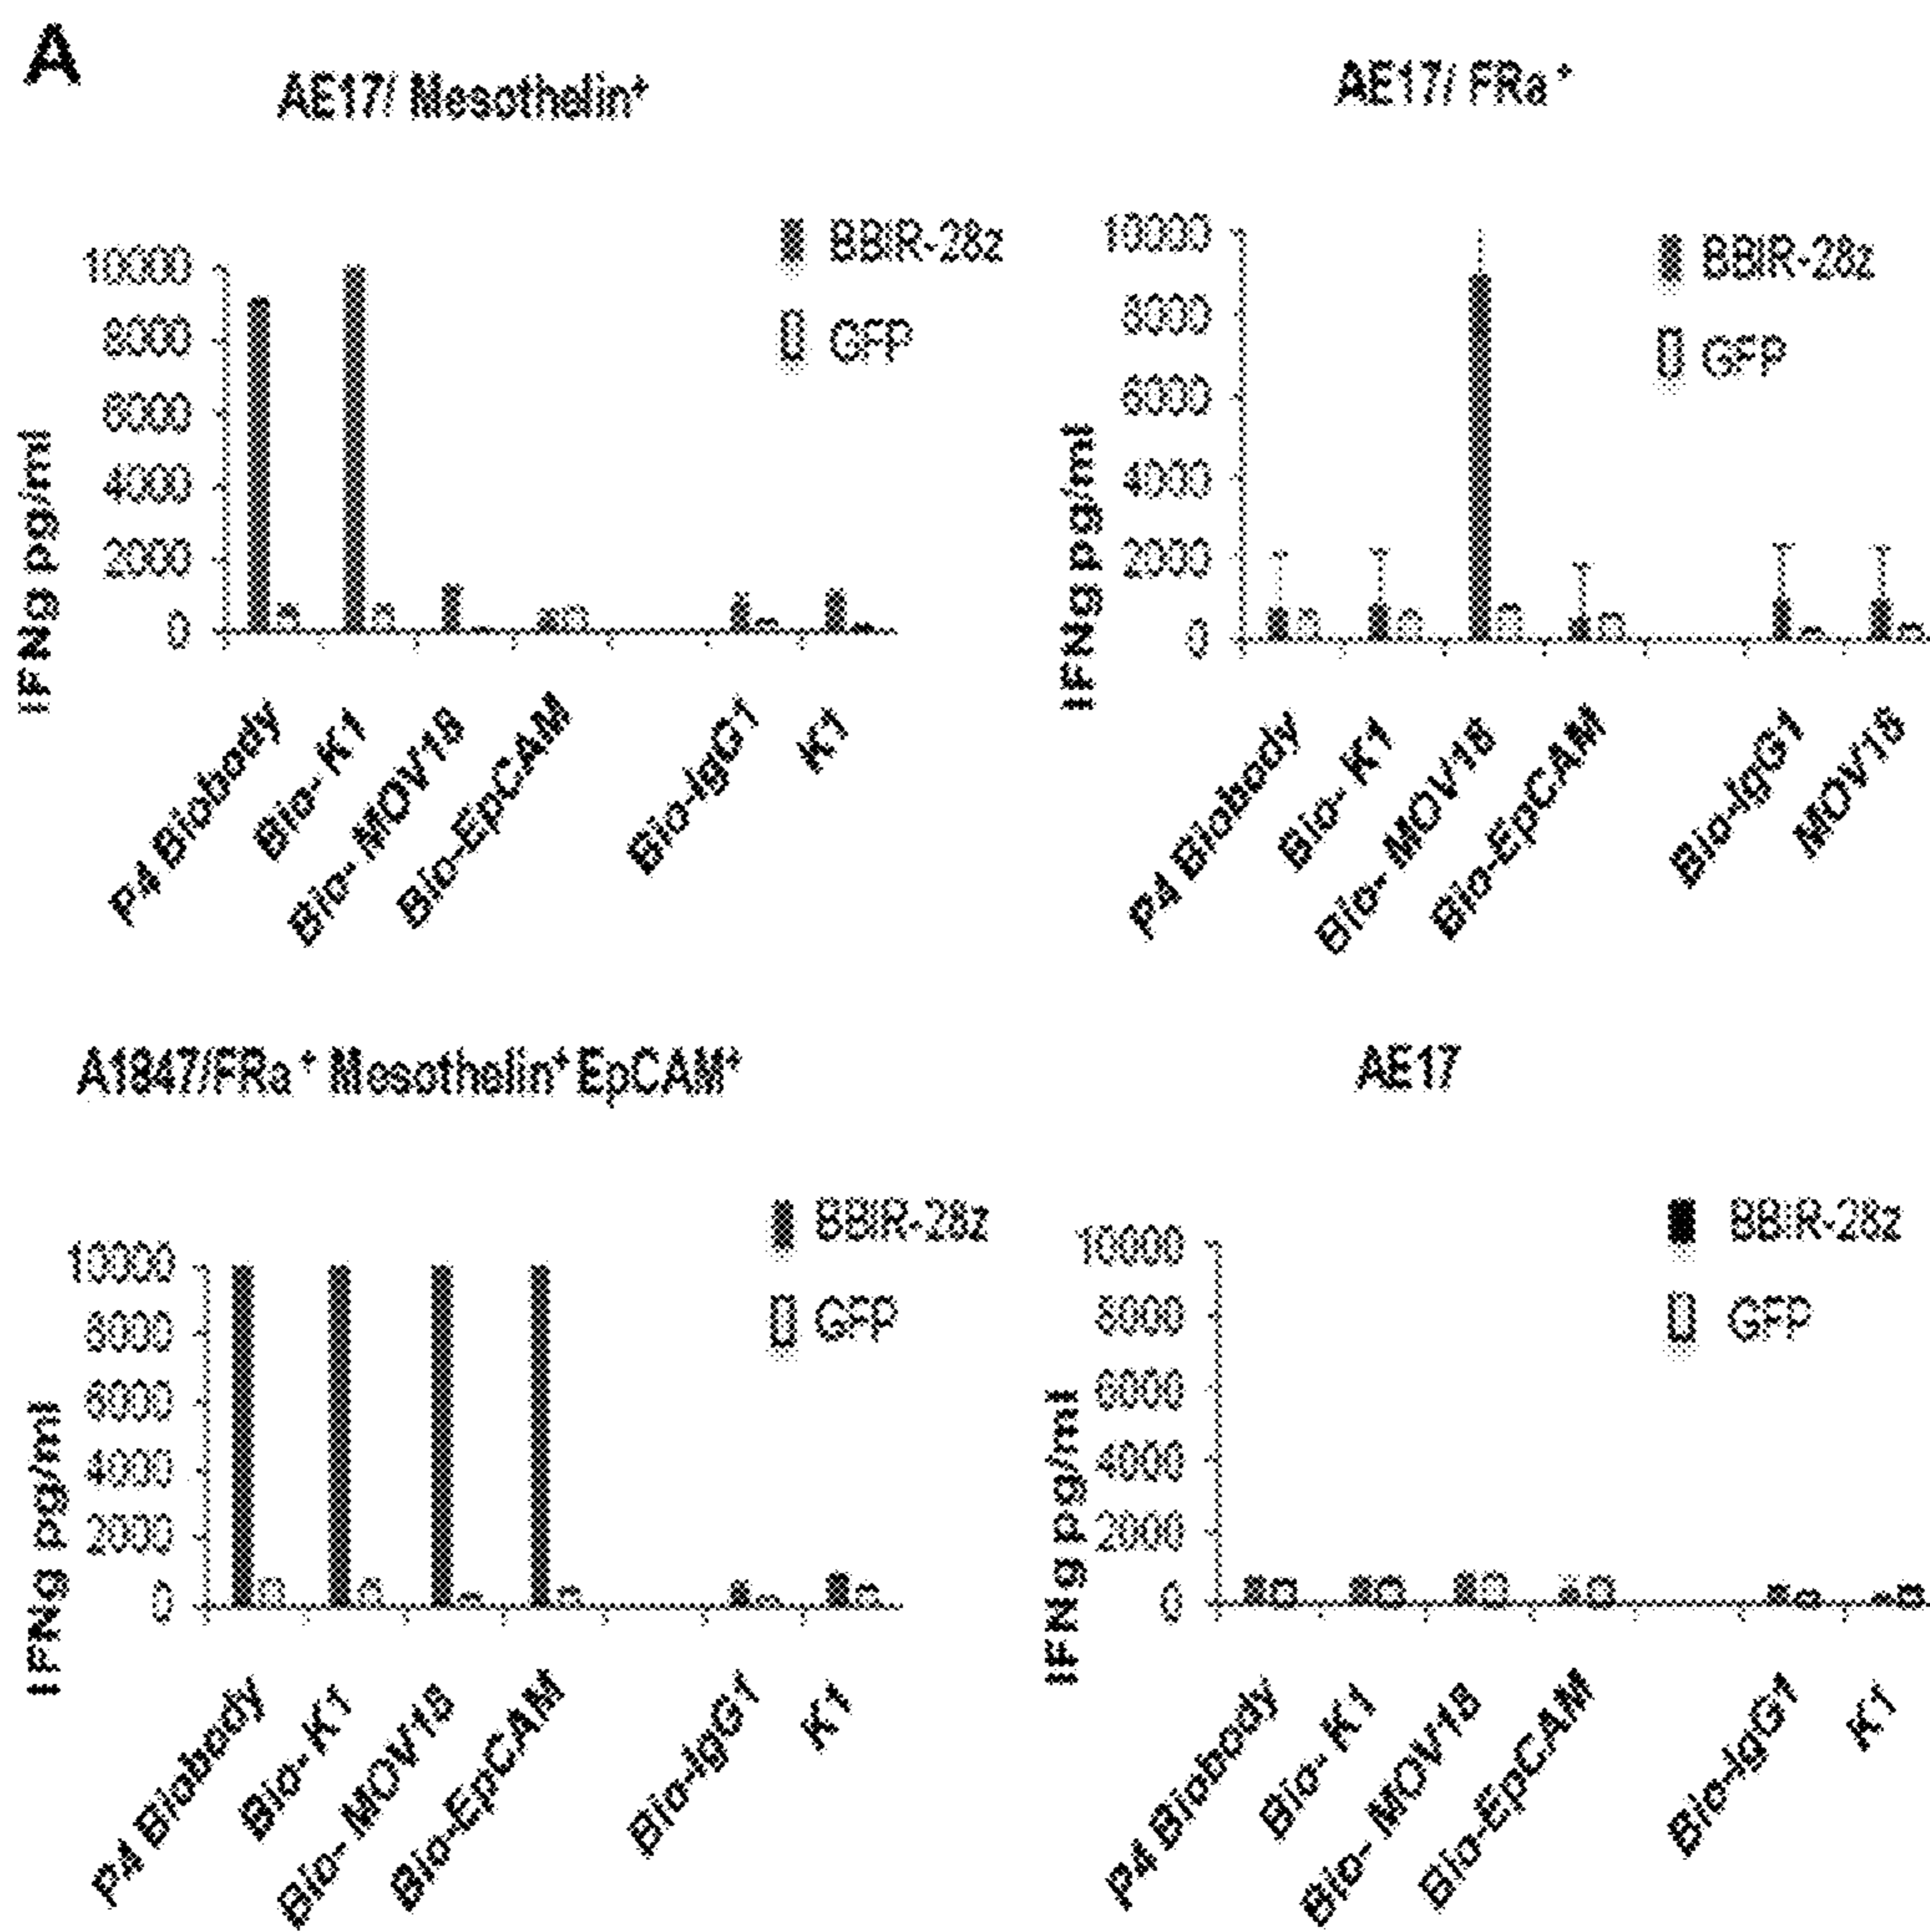 A
AE17/ Mesothelin+
BBIR-28z
GFP
10000
8000
6000
4000
2000
0
IFNg pg/ml
P4 Biobody
Bio- K1
Bio- MOV18
Bio-EpCAM
Bio-IgG1
K1
AE17/ FRa +
BBIR-28z
GFP
10000
8000
6000
4000
2000
0
IFNg pg/ml
P4 Biobody
Bio- K1
Bio- MOV18
Bio-EpCAM
Bio-IgG1
MOV18
A1847/FRa + Mesothelin+ EpCAM+
BBIR-28z
GFP
10000
8000
6000
4000
2000
0
IFNg pg/ml
P4 Biobody
Bio- K1
Bio- MOV18
Bio-EpCAM
Bio-IgG1
K1
AE17
BBIR-28z
GFP
10000
8000
6000
4000
2000
0
IFNg pg/ml
P4 Biobody
Bio- K1
Bio- MOV18
Bio-EpCAM
Bio-IgG1
K1